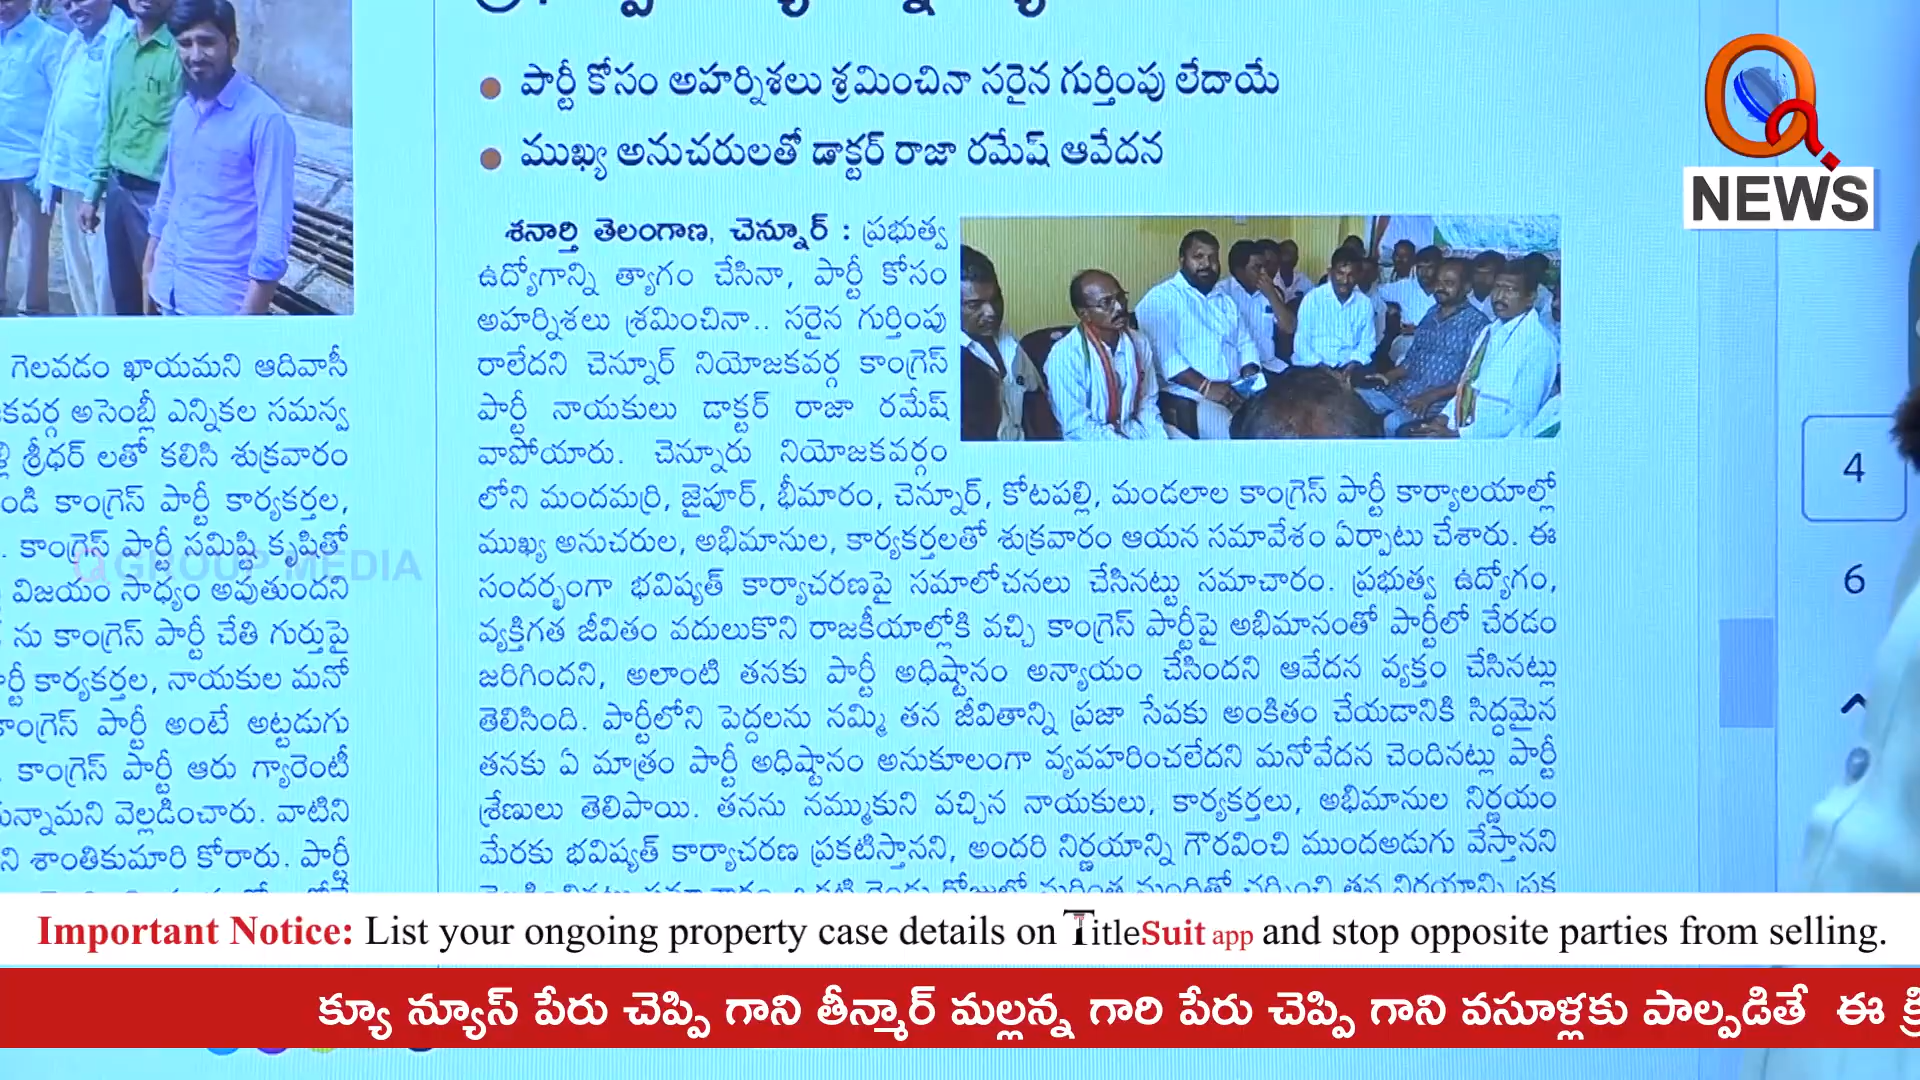 పార్టీ కోసం అహర్నిశలు శ్రమించినా సరైన గుర్తింపు లేదాయే
ముఖ్య అనుచరులతో డాక్టర్ రాజా రమేష్ ఆవేదన
శనార్తి తెలంగాణ, చెన్నూర్ : ప్రభుత్వ
ఉద్యోగాన్ని త్యాగం చేసినా, పార్టీ కోసం
అహర్నిశలు శ్రమించినా.. సరైన గుర్తింపు
రాలేదని చెన్నూర్ నియోజకవర్గ కాంగ్రెస్
పార్టీ నాయకులు డాక్టర్ రాజా రమేష్
వాపోయారు. చెన్నూరు నియోజకవర్గం
లోని మందమర్రి, జైపూర్, భీమారం, చెన్నూర్, కోటపల్లి, మండలాల కాంగ్రెస్ పార్టీ కార్యాలయాల్లో
ముఖ్య అనుచరుల, అభిమానుల, కార్యకర్తలతో శుక్రవారం ఆయన సమావేశం ఏర్పాటు చేశారు. ఈ
సందర్భంగా భవిష్యత్ కార్యాచరణపై సమాలోచనలు చేసినట్టు సమాచారం. ప్రభుత్వ ఉద్యోగం,
వ్యక్తిగత జీవితం వదులుకొని రాజకీయాల్లోకి వచ్చి కాంగ్రెస్ పార్టీపై అభిమానంతో పార్టీలో చేరడం
జరిగిందని, అలాంటి తనకు పార్టీ అధిష్టానం అన్యాయం చేసిందని ఆవేదన వ్యక్తం చేసినట్లు
తెలిసింది. పార్టీలోని పెద్దలను నమ్మి తన జీవితాన్ని ప్రజా సేవకు అంకితం చేయడానికి సిద్ధమైన
తనకు ఏ మాత్రం పార్టీ అధిష్టానం అనుకూలంగా వ్యవహరించలేదని మనోవేదన చెందినట్లు పార్టీ
శ్రేణులు తెలిపాయి. తనను నమ్ముకుని వచ్చిన నాయకులు, కార్యకర్తలు, అభిమానుల నిర్ణయం
మేరకు భవిష్యత్ కార్యాచరణ ప్రకటిస్తానని, అందరి నిర్ణయాన్ని గౌరవించి ముందఅడుగు వేస్తానని
గెలవడం ఖాయమని ఆదివాసీ
అసెంబ్లీ ఎన్నికల సమన్వ
శ్రీధర్ లతో కలిసి శుక్రవారం
కాంగ్రెస్ పార్టీ కార్యకర్తల,
కాంగ్రెస్ పార్టీ సమిష్టి కృషితో
విజయం సాధ్యం అవుతుందని
ను కాంగ్రెస్ పార్టీ చేతి గుర్తుపై
కార్యకర్తల, నాయకుల మనో
కాంగ్రెస్ పార్టీ అంటే అట్టడుగు
కాంగ్రెస్ పార్టీ ఆరు గ్యారెంటీ
వెల్లడించారు. వాటిని
శాంతికుమారి కోరారు. పార్టీ
Q GROUP MEDIA
Q NEWS
4
6
Important Notice: List your ongoing property case details on TitleSuit app and stop opposite parties from selling.
క్యూ న్యూస్ పేరు చెప్పి గాని తీన్మార్ మల్లన్న గారి పేరు చెప్పి గాని వసూళ్లకు పాల్పడితే ఈ